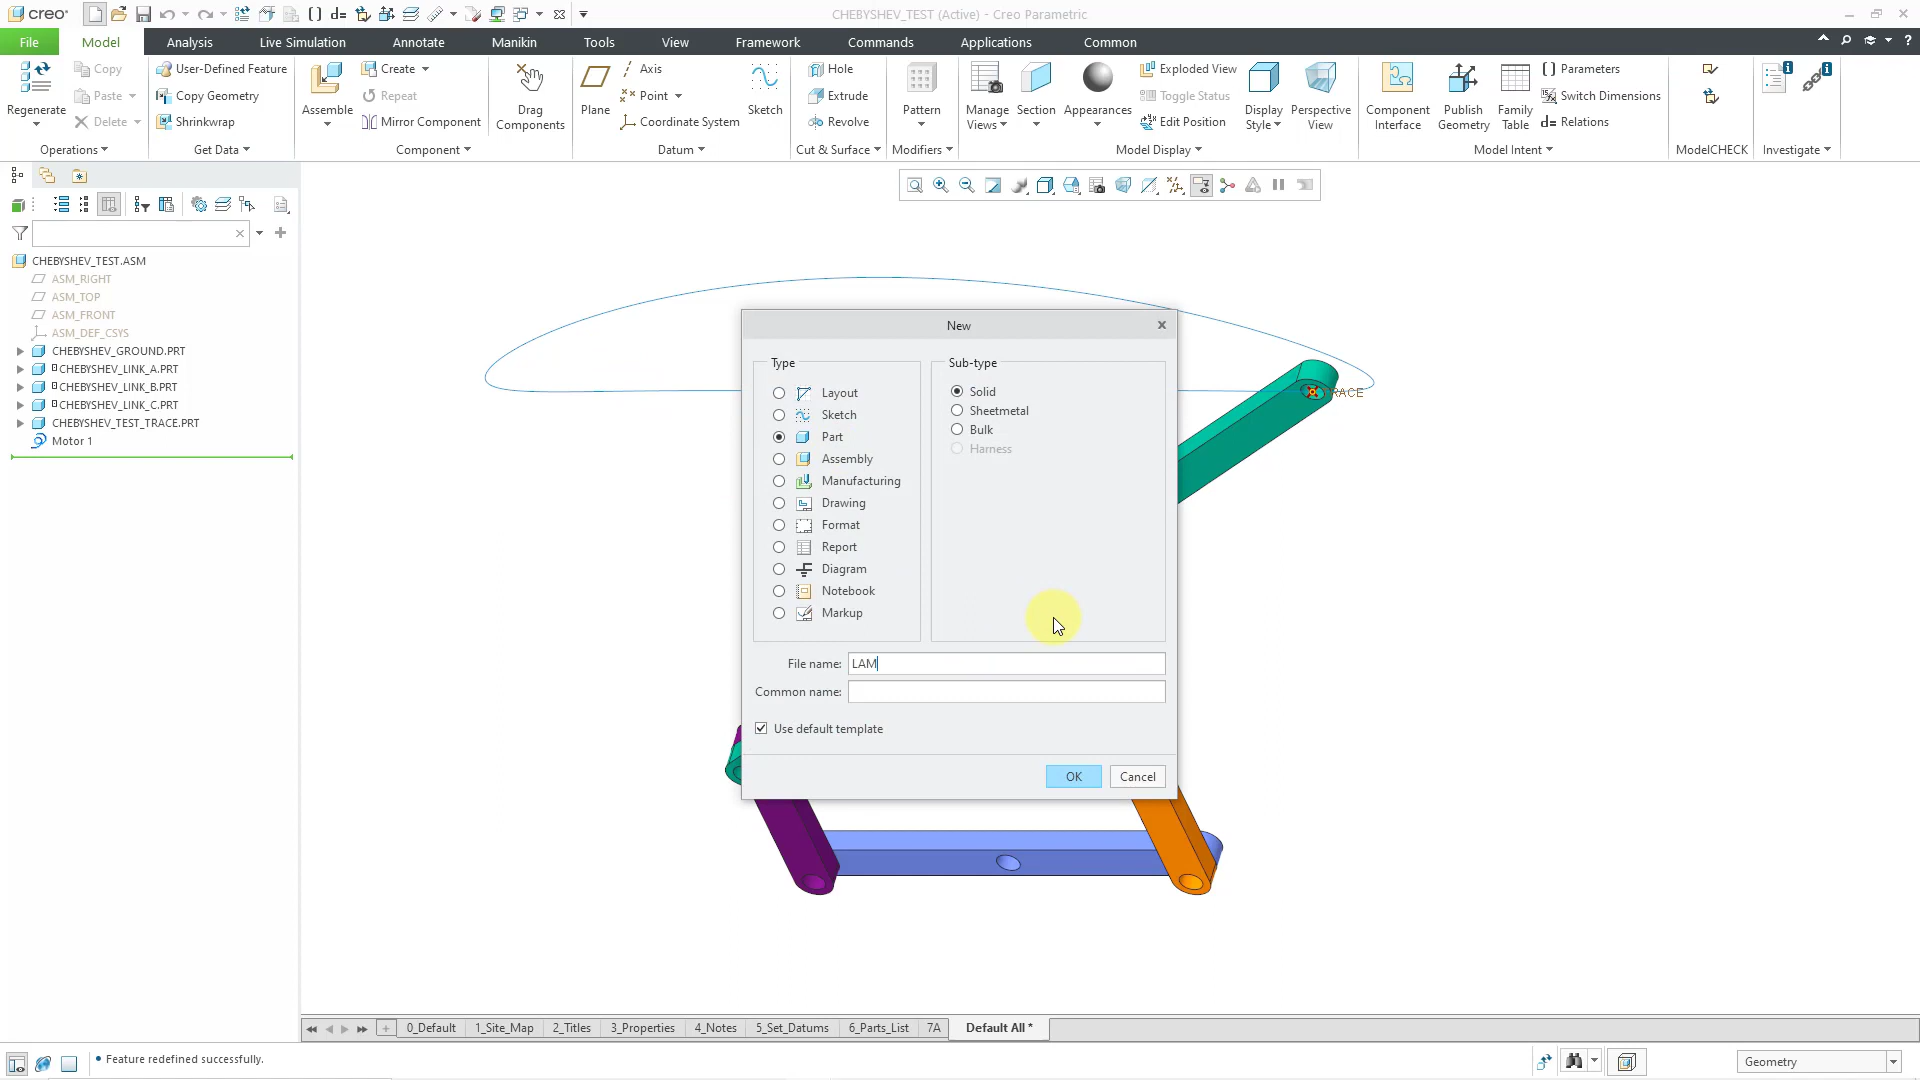 creo
CHEBYSHEV_TEST (Active) - Creo Parametric
File Model Analysis Live Simulation Annotate Manikin Tools View Framework Commands Applications Common
Regenerate
Copy
Paste
Delete
Operations
User-Defined Feature
Copy Geometry
Shrinkwrap
Get Data
Assemble
Create
Repeat
Mirror Component
Drag Components
Component
Plane
Axis
Point
Coordinate System
Sketch
Datum
Hole
Extrude
Revolve
Cut & Surface
Pattern
Modifiers
Manage Views
Section
Appearances
Exploded View
Toggle Status
Edit Position
Display Style
Perspective View
Model Display
Component Interface
Publish Geometry
Family Table
Parameters
Switch Dimensions
d= Relations
Model Intent
ModelCHECK
Investigate
CHEBYSHEV_TEST.ASM
ASM_RIGHT
ASM_TOP
ASM_FRONT
ASM_DEF_CSYS
CHEBYSHEV_GROUND.PRT
CHEBYSHEV_LINK_A.PRT
CHEBYSHEV_LINK_B.PRT
CHEBYSHEV_LINK_C.PRT
CHEBYSHEV_TEST_TRACE.PRT
Motor 1
New
Type
Layout
Sketch
Part
Assembly
Manufacturing
Drawing
Format
Report
Diagram
Notebook
Markup
Sub-type
Solid
Sheetmetal
Bulk
Harness
File name: LAM
Common name:
Use default template
OK Cancel
RACE
0_Default 1_Site_Map 2_Titles 3_Properties 4_Notes 5_Set_Datums 6_Parts_List 7A Default All *
• Feature redefined successfully.
Geometry